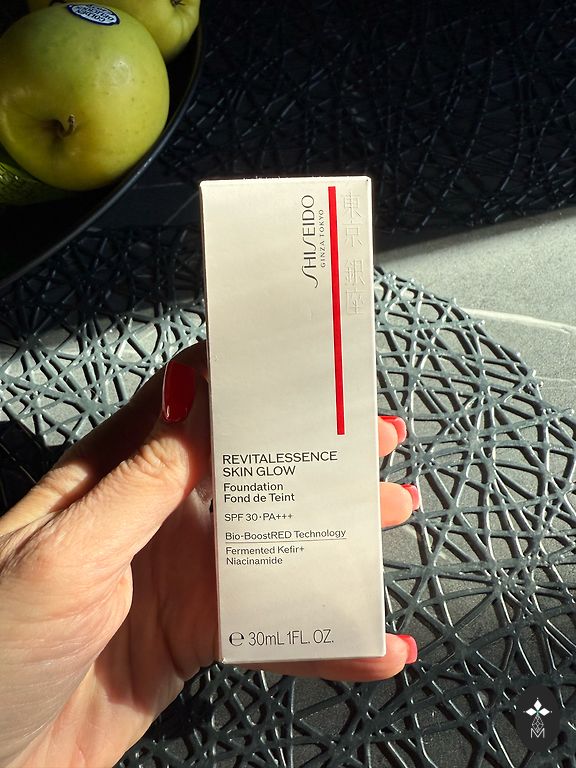 SHISEIDO
GINZA TOKYO
東京 銀座
REVITALESSENCE
SKIN GLOW
Foundation
Fond de Teint
SPF 30·PA+++
Bio-BoostRED Technology
Fermented Kefir+
Niacinamide
℮ 30mL 1FL. OZ.
M